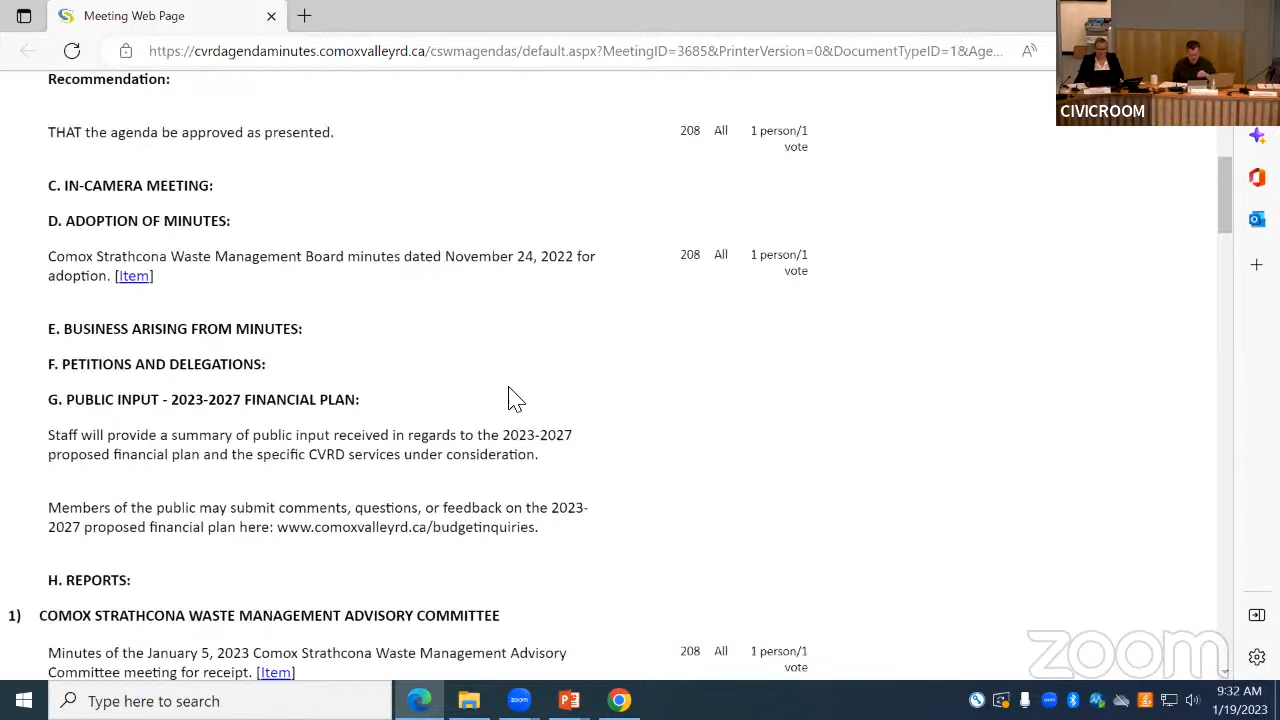 Meeting Web Page
https://cvrdagendaminutes.comoxvalleyrd.ca/cswmagendas/default.aspx?MeetingID=3685&PrinterVersion=0&DocumentTypeID=1&Age...
CIVICROOM
Recommendation:
THAT the agenda be approved as presented. 208 All 1 person/1
vote
C. IN-CAMERA MEETING:
D. ADOPTION OF MINUTES:
Comox Strathcona Waste Management Board minutes dated November 24, 2022 for 208 All 1 person/1
adoption. [Item] vote
E. BUSINESS ARISING FROM MINUTES:
F. PETITIONS AND DELEGATIONS:
G. PUBLIC INPUT - 2023-2027 FINANCIAL PLAN:
Staff will provide a summary of public input received in regards to the 2023-2027
proposed financial plan and the specific CVRD services under consideration.
Members of the public may submit comments, questions, or feedback on the 2023-
2027 proposed financial plan here: www.comoxvalleyrd.ca/budgetinquiries.
H. REPORTS:
1) COMOX STRATHCONA WASTE MANAGEMENT ADVISORY COMMITTEE
Minutes of the January 5, 2023 Comox Strathcona Waste Management Advisory 208 All 1 person/1
Committee meeting for receipt. [Item] vote
zoom
Type here to search
zoom
9:32 AM
1/19/2023